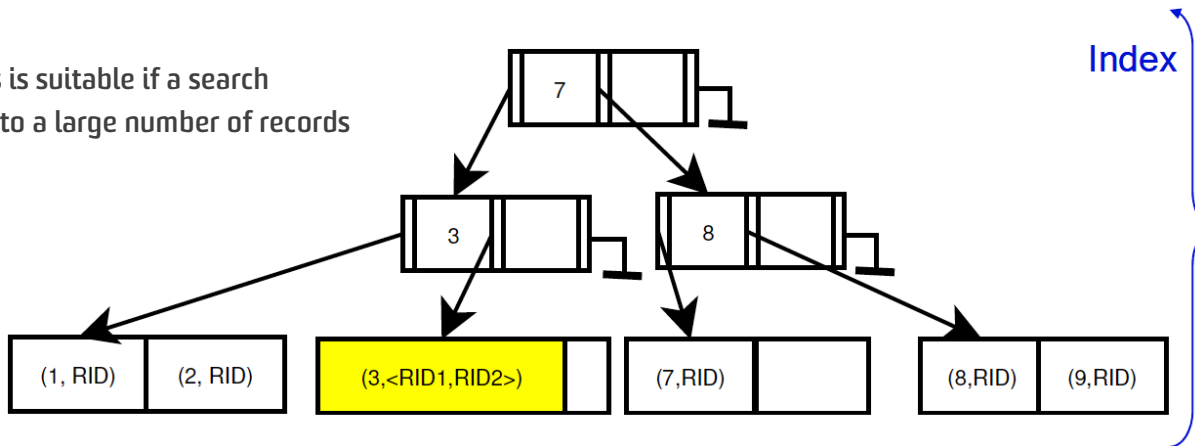 Index
s is suitable if a search
to a large number of records
7
3
8
(1, RID) (2, RID) (3,<RID1,RID2>) (7,RID) (8,RID) (9,RID)